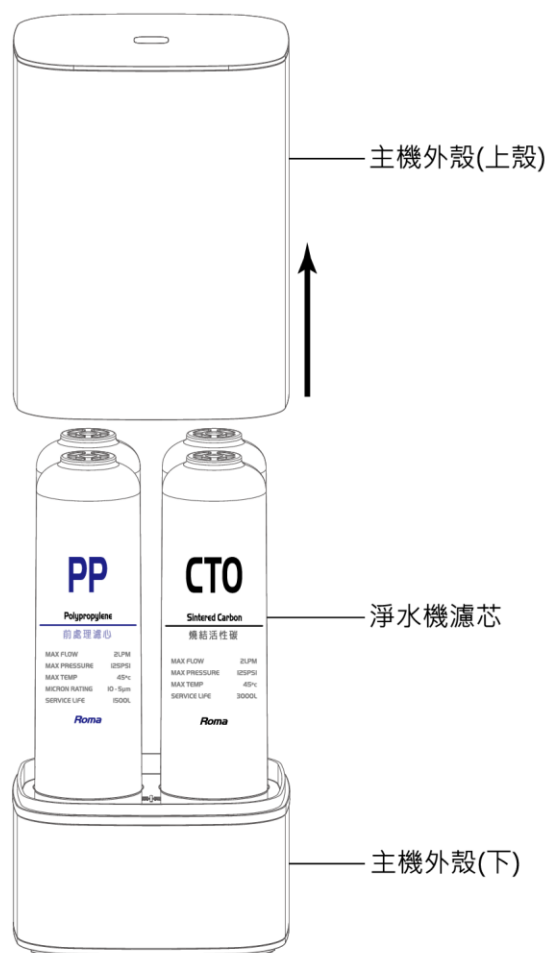 主機外殼(上殼)
PP
Polypropylene
前處理濾心
MAX FLOW 2LPM
MAX PRESSURE 125PSI
MAX TEMP 45°c
MICRON RATING 10-5μm
SERVICE LIFE 1500L
Roma
CTO
Sintered Carbon
燒結活性碳
MAX FLOW 2LPM
MAX PRESSURE 125PSI
MAX TEMP 45°c
SERVICE LIFE 3000L
Roma
淨水機濾芯
主機外殼(下)